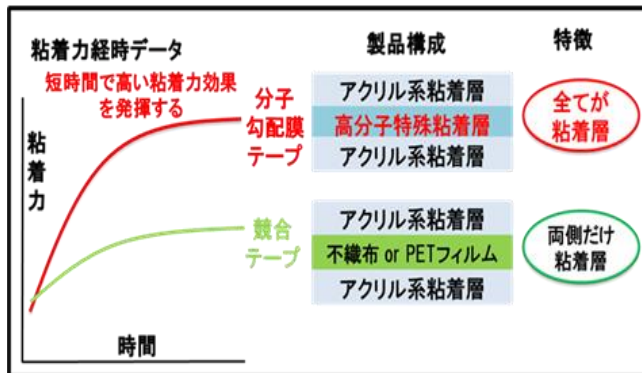 粘着力経時データ
短時間で高い粘着力効果
を発揮する
粘着力
時間
分子
勾配膜
テープ
競合
テープ
製品構成
アクリル系粘着層
高分子特殊粘着層
アクリル系粘着層
アクリル系粘着層
不織布 or PETフィルム
アクリル系粘着層
特徴
全てが
粘着層
両側だけ
粘着層